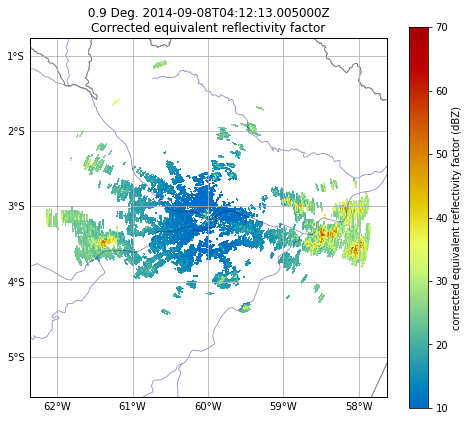 0.9 Deg. 2014-09-08T04:12:13.005000Z
Corrected equivalent reflectivity factor
1°S
2°S
3°S
4°S
5°S
62°W 61°W 60°W 59°W 58°W
70
60
50
40
30
20
10
corrected equivalent reflectivity factor (dBZ)